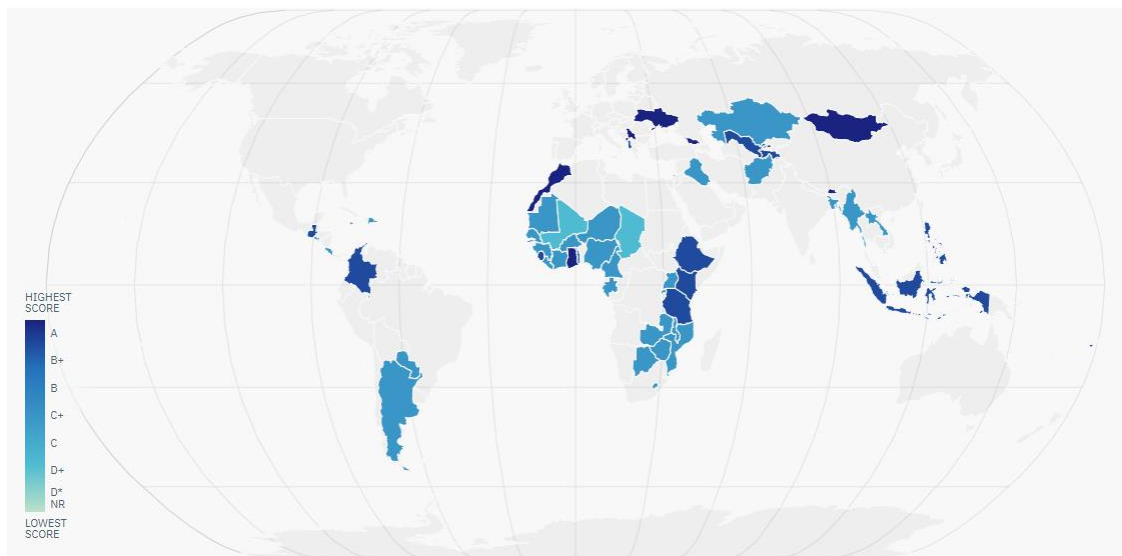 HIGHEST
SCORE
A
B+
B
C+
C
D+
D*
NR
LOWEST
SCORE